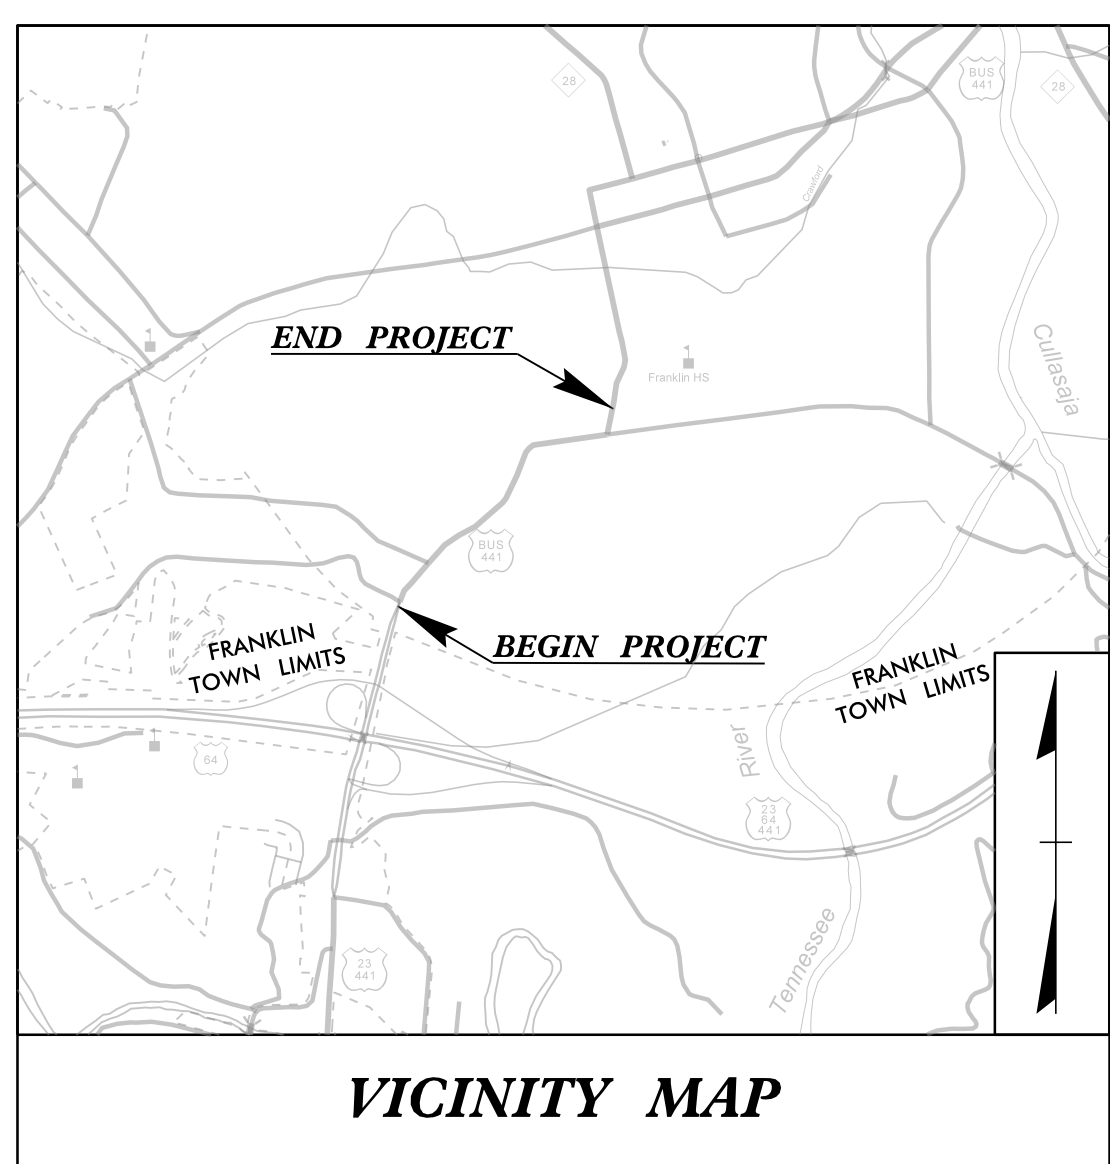 28
BUS
441
28
Crawford
END PROJECT
Franklin HS
Cullasaja
BUS
441
FRANKLIN
TOWN LIMITS
BEGIN PROJECT
FRANKLIN
TOWN LIMITS
River
64
23
64
441
Tennessee
23
441
VICINITY MAP